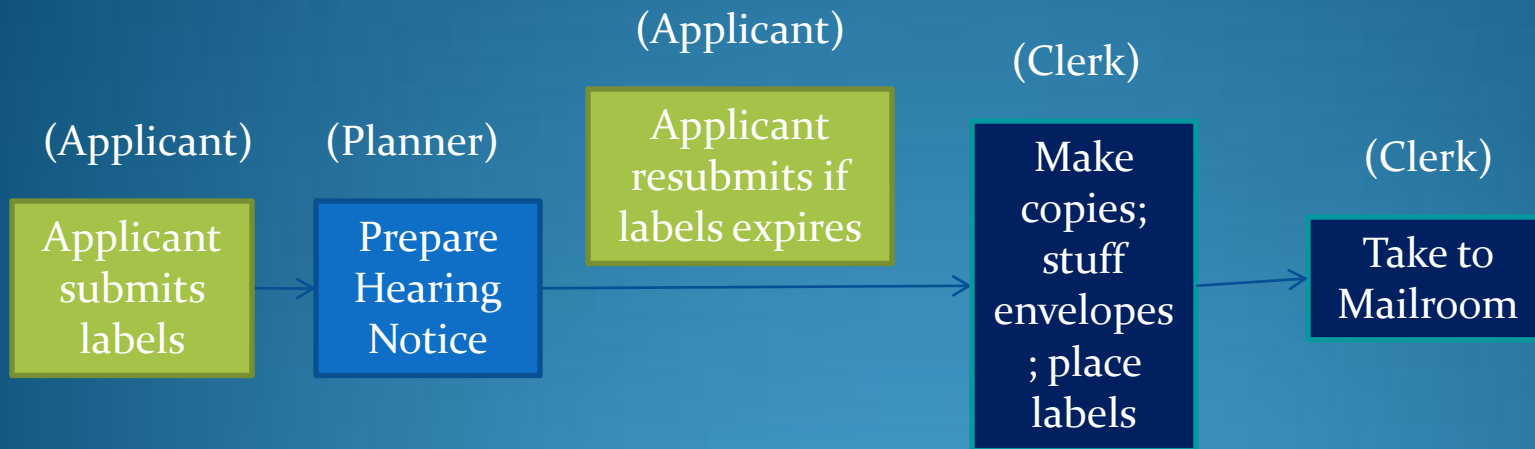 (Applicant)
Applicant
submits
labels
(Planner)
Prepare
Hearing
Notice
(Applicant)
Applicant
resubmits if
labels expires
(Clerk)
Make
copies;
stuff
envelopes
; place
labels
(Clerk)
Take to
Mailroom